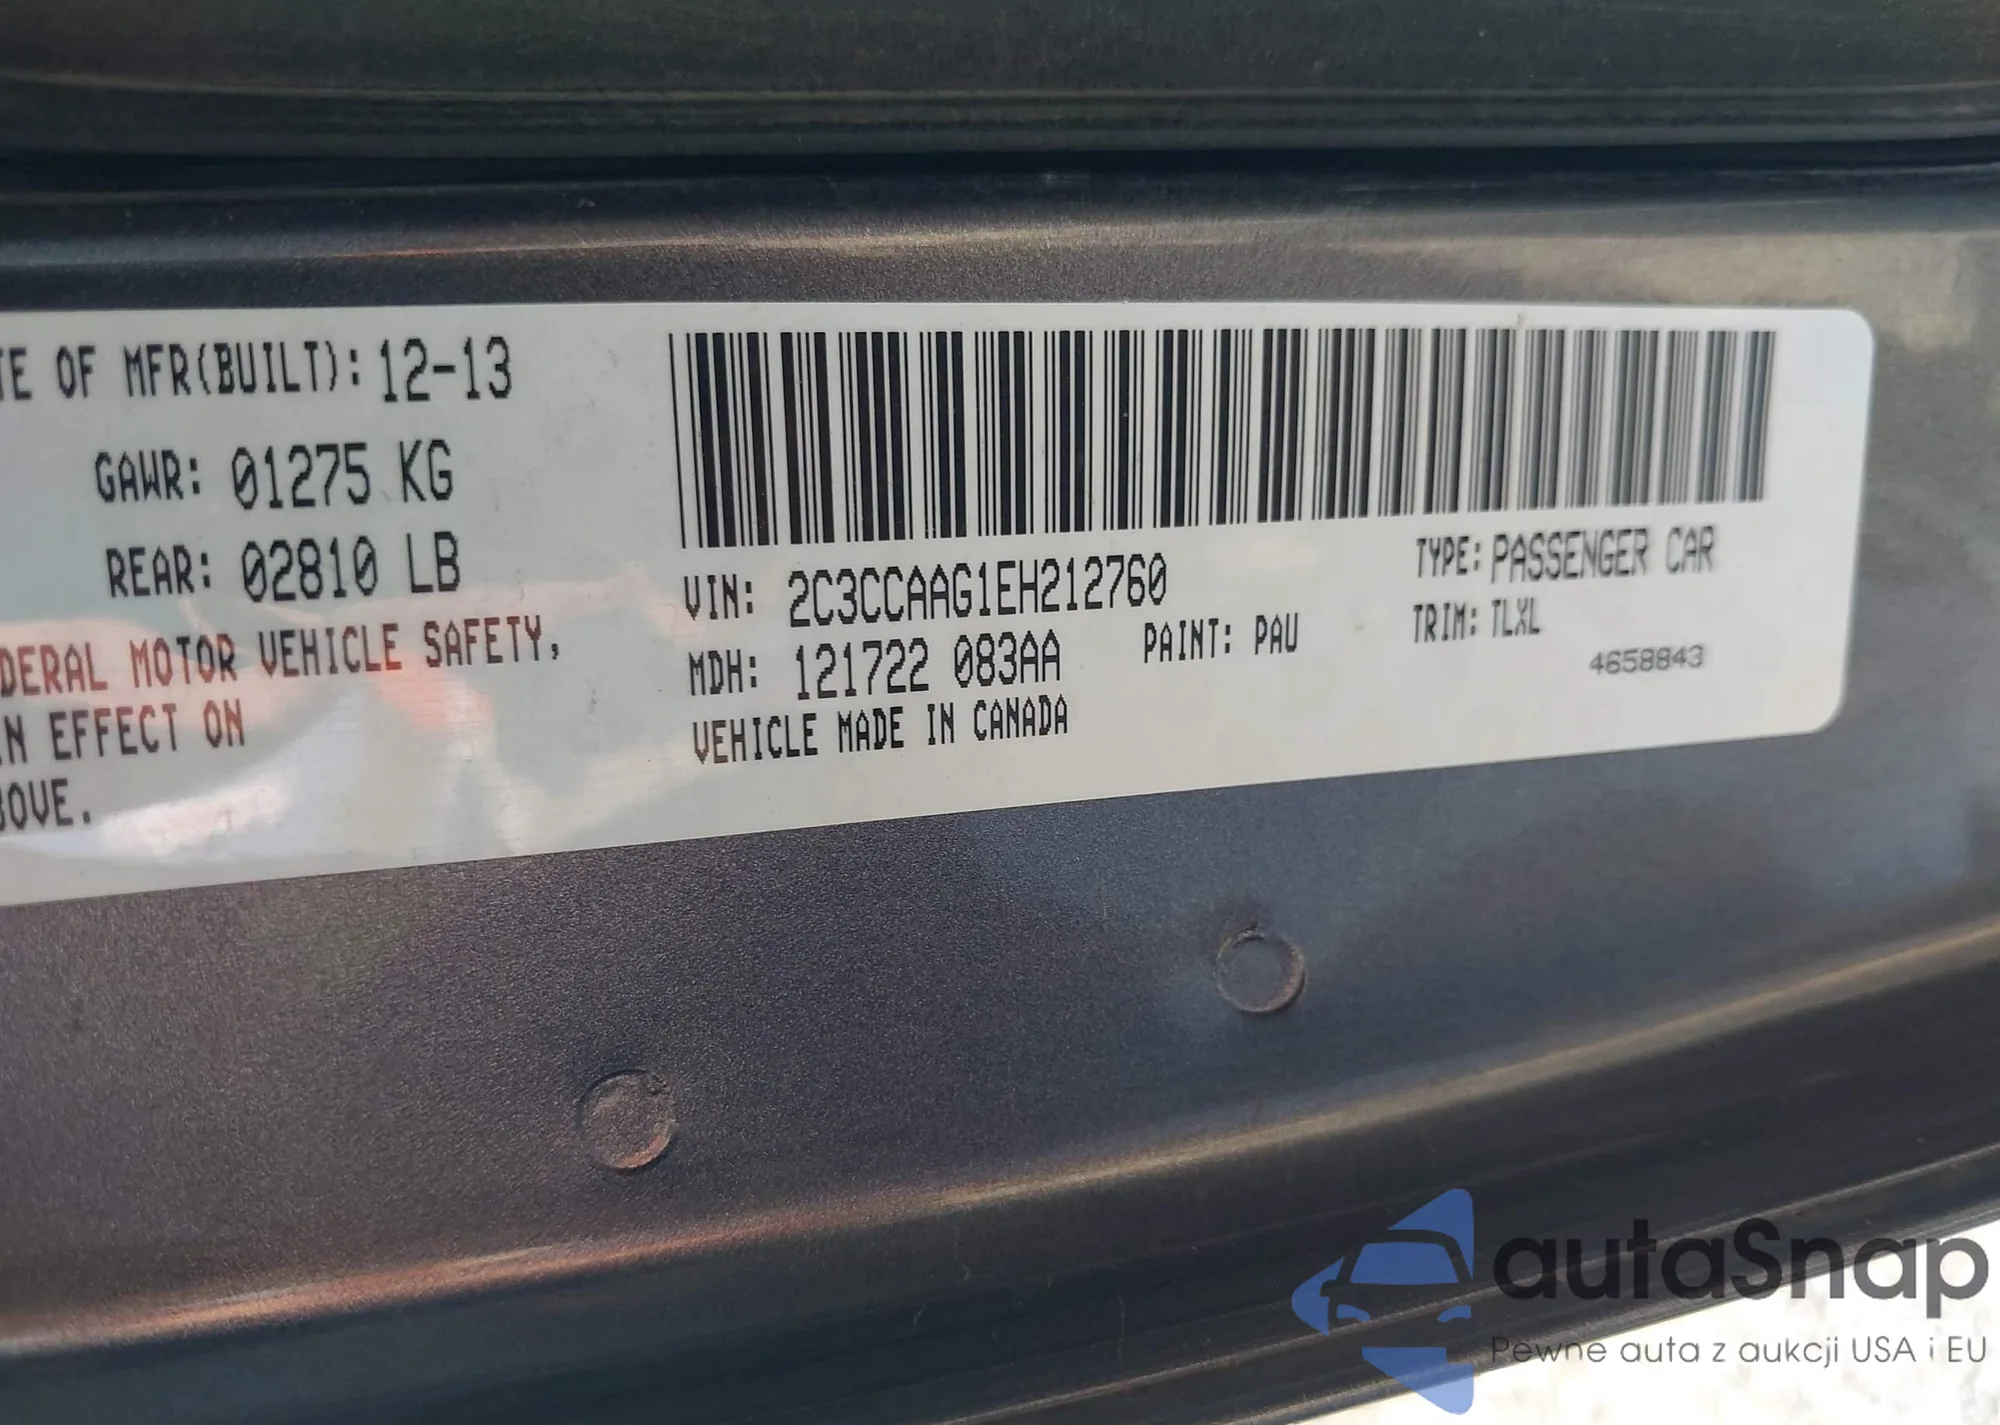 TE OF MFR(BUILT): 12-13
GAWR: 01275 KG
REAR: 02810 LB
DERAL MOTOR VEHICLE SAFETY,
N EFFECT ON
BOVE.
VIN: 2C3CCAAG1EH212760
TYPE: PASSENGER CAR
MDH: 121722 083AA
PAINT: PAU
TRIM: TLXL
4658843
VEHICLE MADE IN CANADA
autaSnap
Pewne auta z aukcji USA i EU